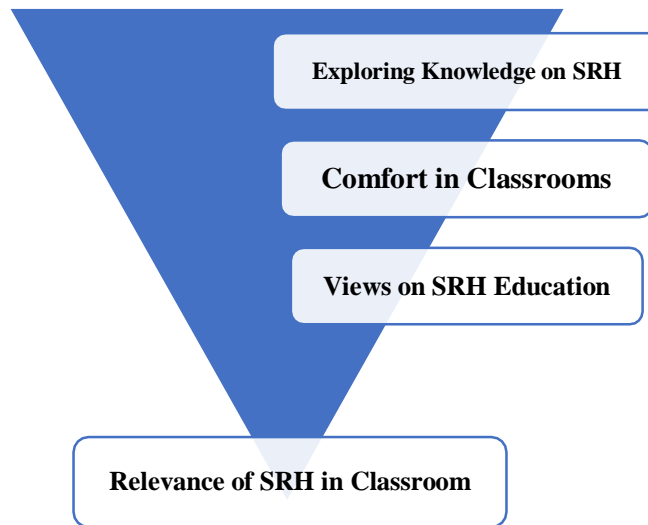 Exploring Knowledge on SRH
Comfort in Classrooms
Views on SRH Education
Relevance of SRH in Classroom